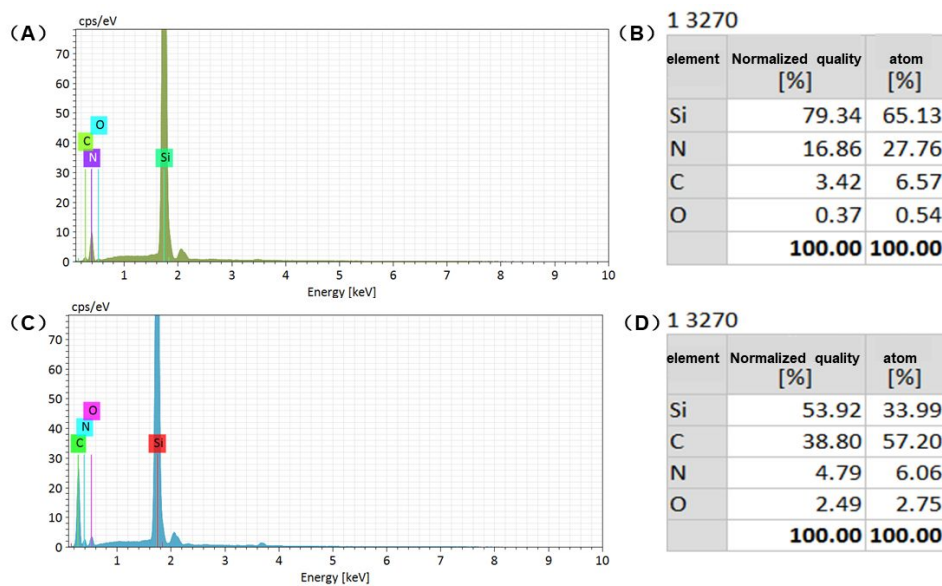 (A)
cps/eV
70
60
50
40
30
20
10
0
O
C
N
Si
1 2 3 4 5 6 7 8 9 10
Energy [keV]
(B) 1 3270
element Normalized quality atom
[%] [%]
Si 79.34 65.13
N 16.86 27.76
C 3.42 6.57
O 0.37 0.54
100.00 100.00
(C)
cps/eV
70
60
50
40
30
20
10
0
O
N
C
Si
1 2 3 4 5 6 7 8 9 10
Energy [keV]
(D) 1 3270
element Normalized quality atom
[%] [%]
Si 53.92 33.99
C 38.80 57.20
N 4.79 6.06
O 2.49 2.75
100.00 100.00